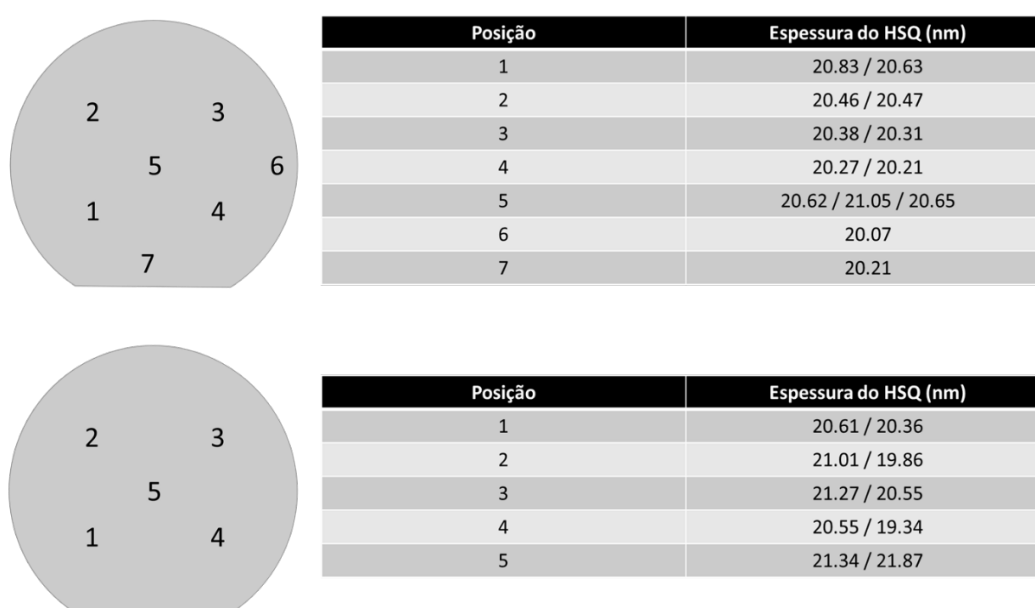 2 3
5 6
1 4
7
Posição Espessura do HSQ (nm)
1 20.83 / 20.63
2 20.46 / 20.47
3 20.38 / 20.31
4 20.27 / 20.21
5 20.62 / 21.05 / 20.65
6 20.07
7 20.21
2 3
5
1 4
Posição Espessura do HSQ (nm)
1 20.61 / 20.36
2 21.01 / 19.86
3 21.27 / 20.55
4 20.55 / 19.34
5 21.34 / 21.87